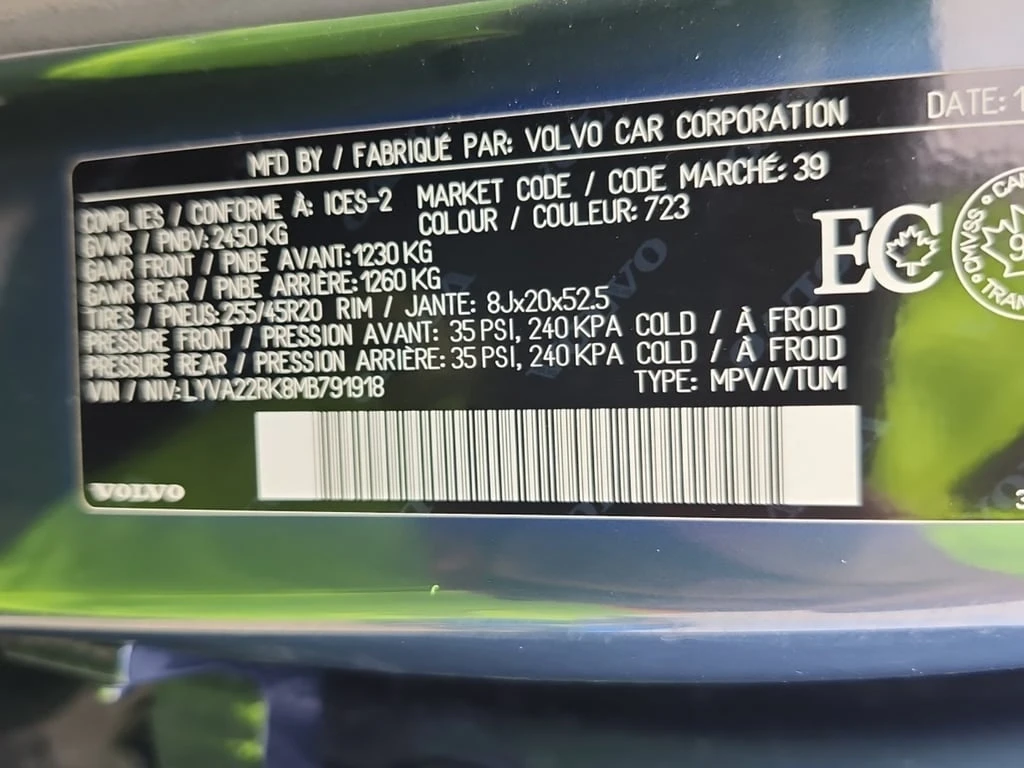 MFD BY / FABRIQUÉ PAR: VOLVO CAR CORPORATION DATE: 1
COMPLIES / CONFORME À: ICES-2 MARKET CODE / CODE MARCHÉ: 39
GVWR / PNBV: 2450 KG COLOUR / COULEUR: 723
GAWR FRONT / PNBE AVANT: 1230 KG
GAWR REAR / PNBE ARRIÈRE: 1260 KG
TIRES / PNEUS: 255/45R20 RIM / JANTE: 8Jx20x52.5
PRESSURE FRONT / PRESSION AVANT: 35 PSI, 240 KPA COLD / À FROID
PRESSURE REAR / PRESSION ARRIÈRE: 35 PSI, 240 KPA COLD / À FROID
VIN / NIV: LYVA22RK8MB791918 TYPE: MPV/VTUM
EC
CMVSS
VOLVO